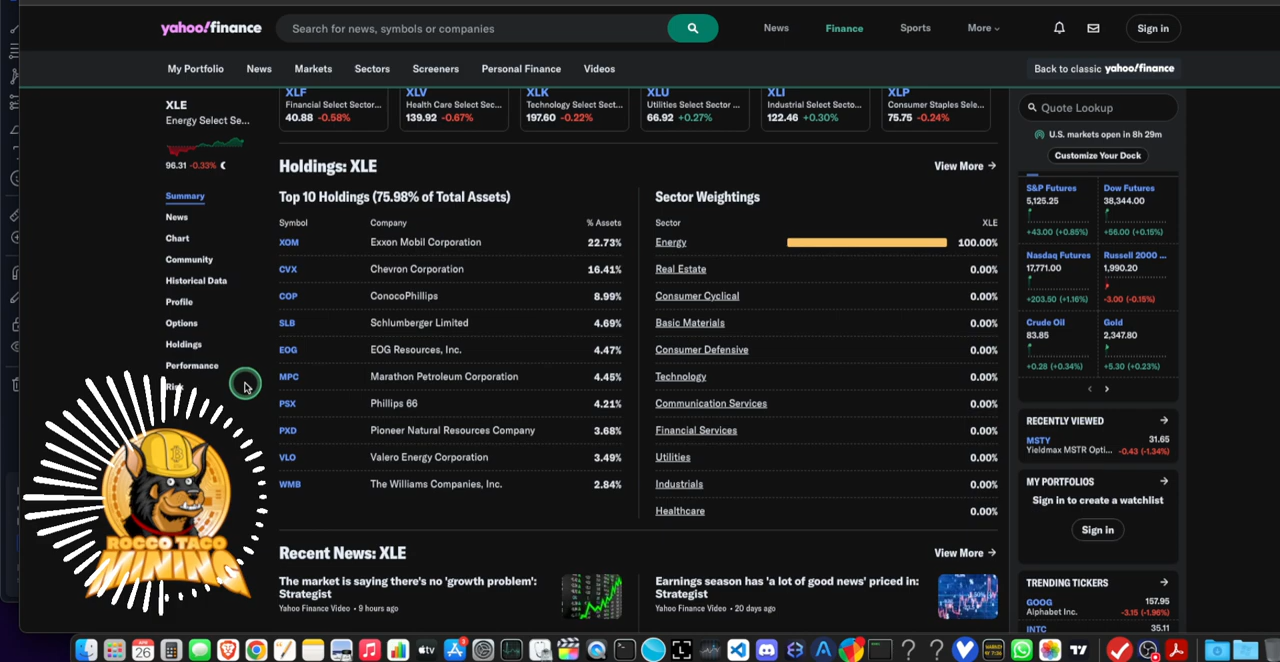 yahoo!finance
Search for news, symbols or companies
News
Finance
Sports
More
Sign in
My Portfolio
News
Markets
Sectors
Screeners
Personal Finance
Videos
Back to classic yahoo!finance
XLE
Energy Select Se...
96.31 -0.33%
Summary
News
Chart
Community
Historical Data
Profile
Options
Holdings
Performance
Risk
XLF
Financial Select Sector...
40.88 -0.58%
XLV
Health Care Select Sec...
139.92 -0.67%
XLK
Technology Select Sect...
197.60 -0.22%
XLU
Utilities Select Sector ...
66.92 +0.27%
XLI
Industrial Select Secto...
122.46 +0.30%
XLP
Consumer Staples Sele...
75.75 -0.24%
Holdings: XLE
View More
Top 10 Holdings (75.98% of Total Assets)
Symbol Company % Assets
XOM Exxon Mobil Corporation 22.73%
CVX Chevron Corporation 16.41%
COP ConocoPhillips 8.99%
SLB Schlumberger Limited 4.69%
EOG EOG Resources, Inc. 4.47%
MPC Marathon Petroleum Corporation 4.45%
PSX Phillips 66 4.21%
PXD Pioneer Natural Resources Company 3.68%
VLO Valero Energy Corporation 3.49%
WMB The Williams Companies, Inc. 2.84%
Sector Weightings
Sector XLE
Energy 100.00%
Real Estate 0.00%
Consumer Cyclical 0.00%
Basic Materials 0.00%
Consumer Defensive 0.00%
Technology 0.00%
Communication Services 0.00%
Financial Services 0.00%
Utilities 0.00%
Industrials 0.00%
Healthcare 0.00%
Recent News: XLE
View More
The market is saying there's no 'growth problem':
Strategist
Yahoo Finance Video • 9 hours ago
Earnings season has 'a lot of good news' priced in:
Strategist
Yahoo Finance Video • 20 days ago
Quote Lookup
U.S. markets open in 8h 29m
Customize Your Dock
S&P Futures
5,125.25
+43.00 (+0.85%)
Dow Futures
38,344.00
+56.00 (+0.15%)
Nasdaq Futures
17,771.00
+203.50 (+1.16%)
Russell 2000 ...
1,990.20
-3.00 (-0.15%)
Crude Oil
83.85
+0.28 (+0.34%)
Gold
2,347.80
+5.30 (+0.23%)
RECENTLY VIEWED
MSTY 31.65
Yieldmax MSTR Opti... -0.43 (-1.34%)
MY PORTFOLIOS
Sign in to create a watchlist
Sign in
TRENDING TICKERS
GOOG 157.95
Alphabet Inc. -3.15 (-1.96%)
INTC 35.11
ROCCO TACO
MINING
APR
26
tv